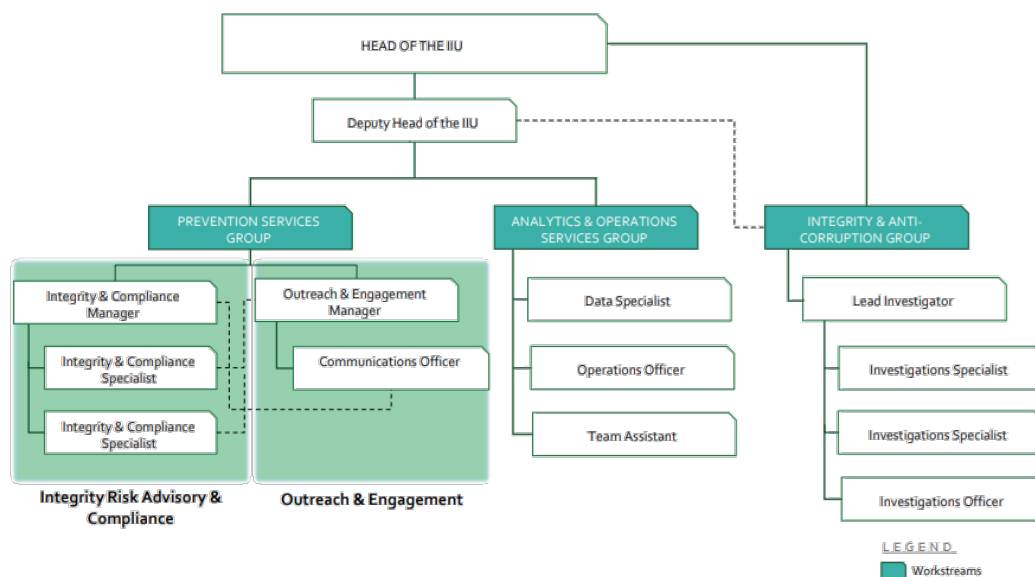 HEAD OF THE IIU
Deputy Head of the IIU
PREVENTION SERVICES
GROUP
ANALYTICS & OPERATIONS
SERVICES GROUP
INTEGRITY & ANTI-
CORRUPTION GROUP
Integrity & Compliance
Manager
Integrity & Compliance
Specialist
Integrity & Compliance
Specialist
Integrity Risk Advisory &
Compliance
Outreach & Engagement
Manager
Communications Officer
Outreach & Engagement
Data Specialist
Operations Officer
Team Assistant
Lead Investigator
Investigations Specialist
Investigations Specialist
Investigations Officer
LEGEND
Workstreams